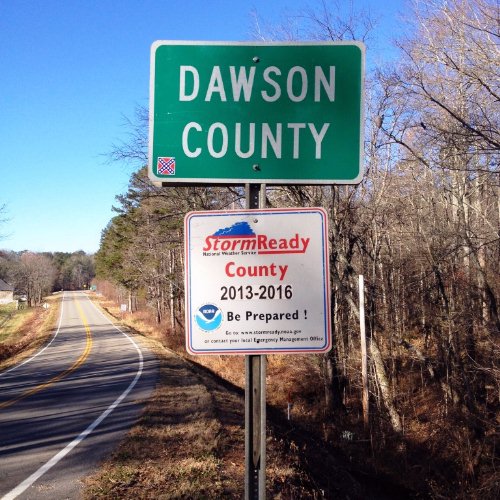 DAWSON
COUNTY
StormReady
National Weather Service
County
2013-2016
NOAA
Be Prepared !
Go to: www.stormready.noaa.gov
or contact your local Emergency Management Office